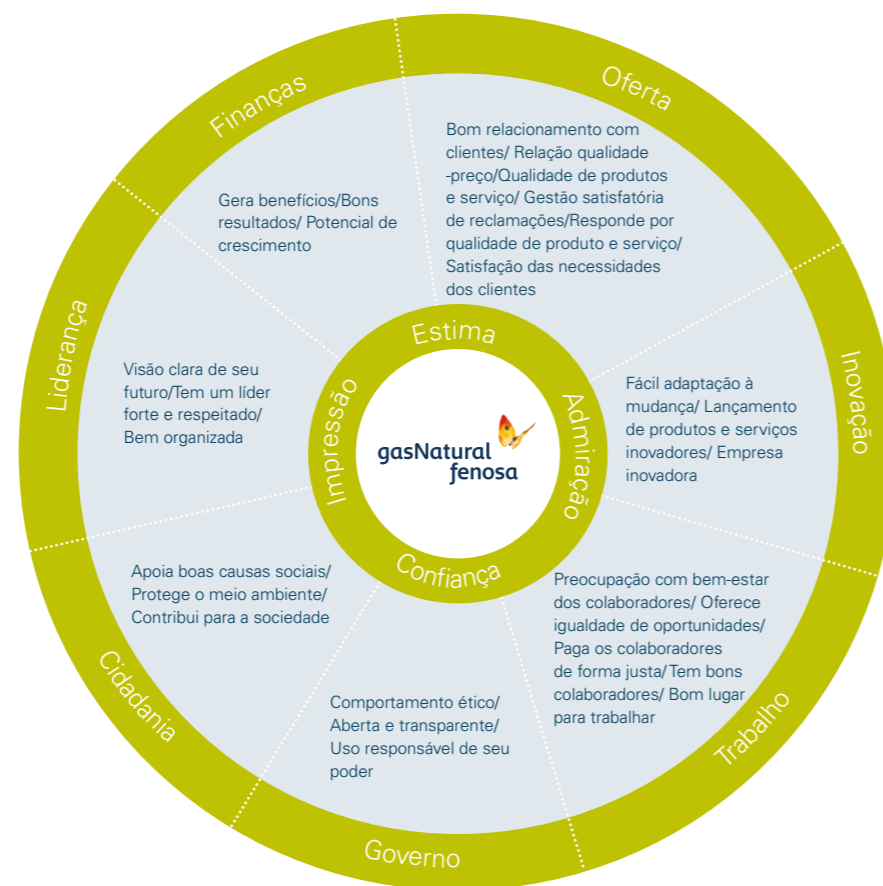 Finanças
Gera benefícios/Bons
resultados/ Potencial de
crescimento
Oferta
Bom relacionamento com
clientes/ Relação qualidade
-preço/Qualidade de produtos
e serviço/ Gestão satisfatória
de reclamações/Responde por
qualidade de produto e serviço/
Satisfação das necessidades
dos clientes
Inovação
Fácil adaptação à
mudança/ Lançamento
de produtos e serviços
inovadores/ Empresa
inovadora
Trabalho
Preocupação com bem-estar
dos colaboradores/ Oferece
igualdade de oportunidades/
Paga os colaboradores
de forma justa/ Tem bons
colaboradores/ Bom lugar
para trabalhar
Governo
Comportamento ético/
Aberta e transparente/
Uso responsável de seu
poder
Cidadania
Apoia boas causas sociais/
Protege o meio ambiente/
Contribui para a sociedade
Liderança
Visão clara de seu
futuro/Tem um líder
forte e respeitado/
Bem organizada
Estima
Admiração
Confiança
Impressão
gasNatural
fenosa